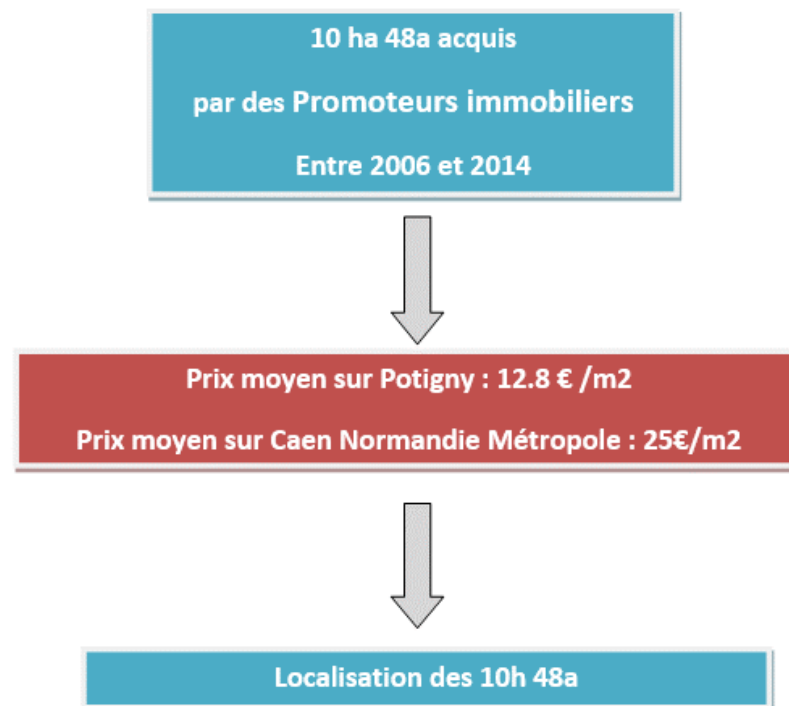 10 ha 48a acquis
par des Promoteurs immobiliers
Entre 2006 et 2014
Prix moyen sur Potigny : 12.8 € /m2
Prix moyen sur Caen Normandie Métropole : 25€/m2
Localisation des 10h 48a